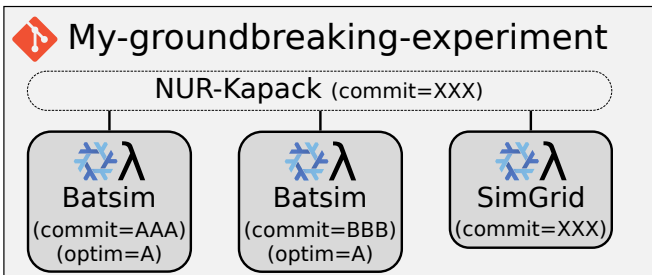 My-groundbreaking-experiment
NUR-Kapack (commit=XXX)
λ λ λ
Batsim Batsim SimGrid
(commit=AAA) (commit=BBB) (commit=XXX)
(optim=A) (optim=A)